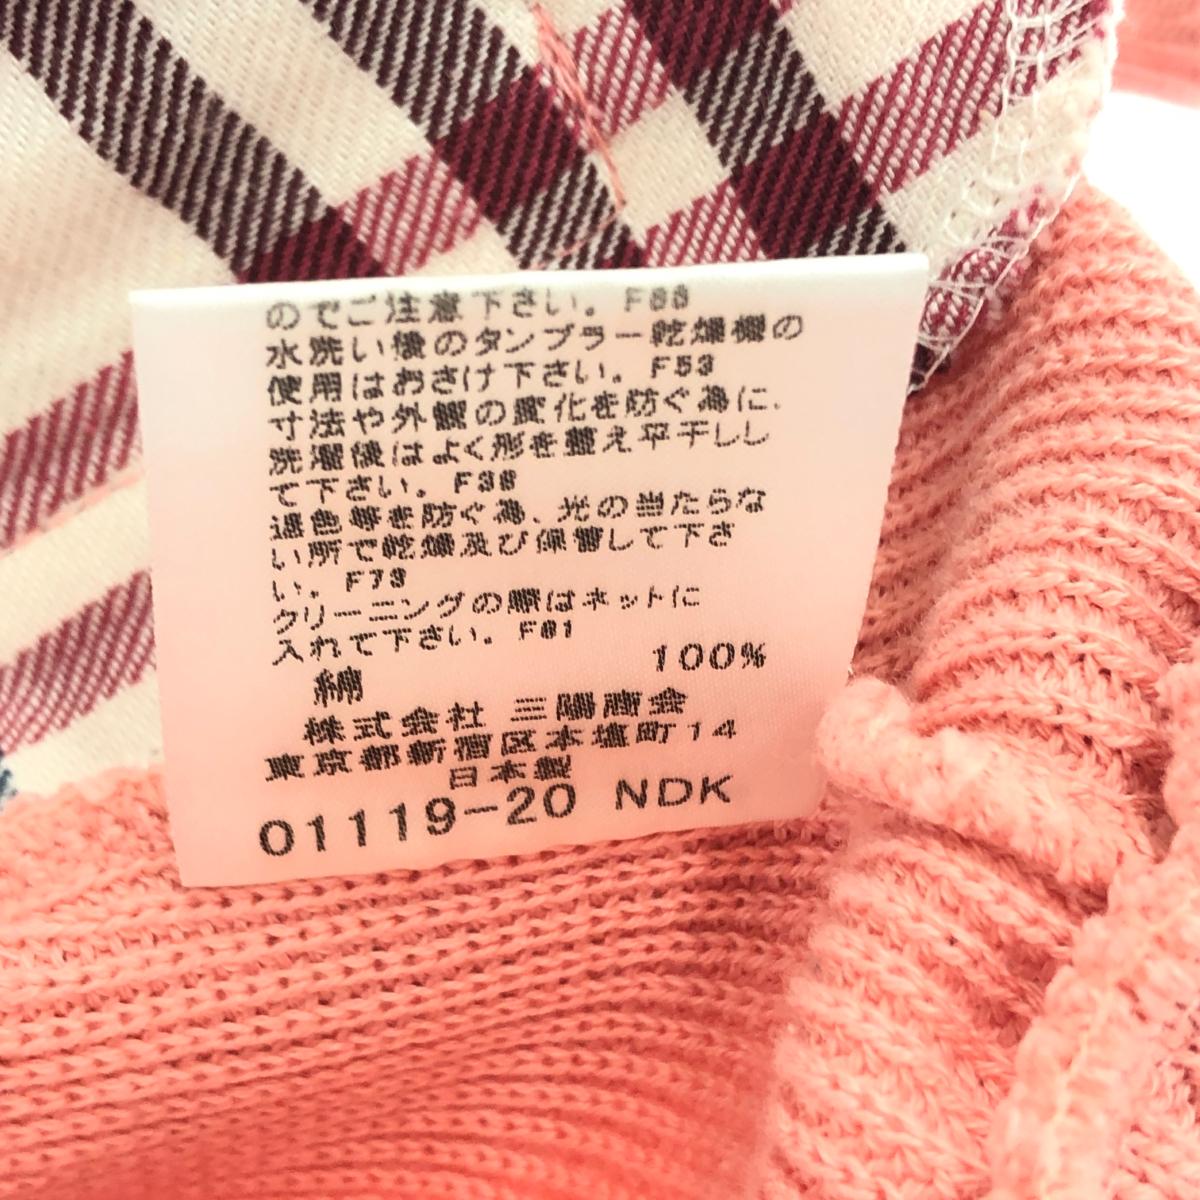 のでご注意下さい。F88
水洗い後のタンブラー乾燥機の
使用はおさけ下さい。F53
寸法や外観の変化を防ぐ為に、
洗濯後はよく形を整え平干しし
て下さい。F38
退色等を防ぐ為、光の当たらな
い所で乾燥及び保管して下さ
い。F73
クリーニングの際はネットに
入れて下さい。F61
綿 100%
株式会社 三陽商会
東京都新宿区本塩町14
日本製
01119-20 NDK